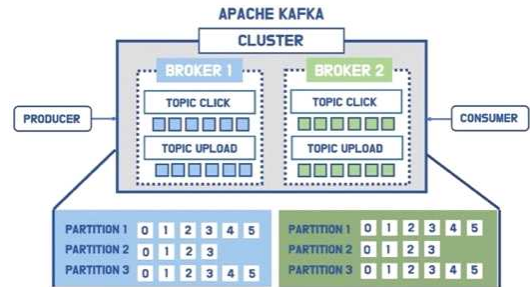 APACHE KAFKA
CLUSTER
BROKER 1
BROKER 2
TOPIC CLICK
TOPIC CLICK
PRODUCER
CONSUMER
TOPIC UPLOAD
TOPIC UPLOAD
PARTITION 1 0 1 2 3 4 5
PARTITION 2 0 1 2 3
PARTITION 3 0 1 2 3 4 5
PARTITION 1 0 1 2 3 4 5
PARTITION 2 0 1 2 3
PARTITION 3 0 1 2 3 4 5